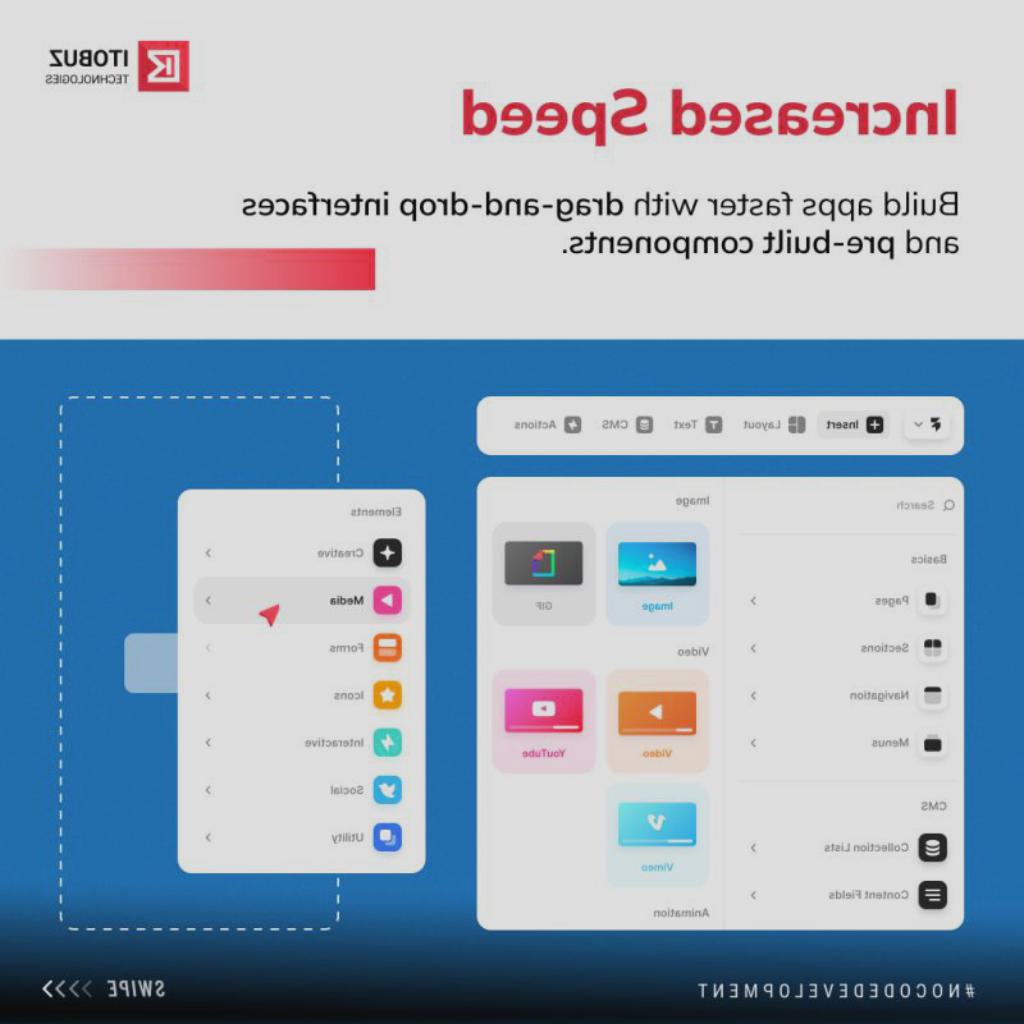 ITOBUZ
TECHNOLOGIES
Increased Speed
Build apps faster with drag-and-drop interfaces
and pre-built components.
Insert Layout Text CMS Actions
Search
Basics
Pages
Sections
Navigation
Menus
CMS
Collection Lists
Content Fields
Image
Image GIF
Video
Video YouTube
Vimeo
Animation
Elements
Creative
Media
Forms
Icons
Interactive
Social
Utility
#NOCODEDEVELOPMENT
SWIPE